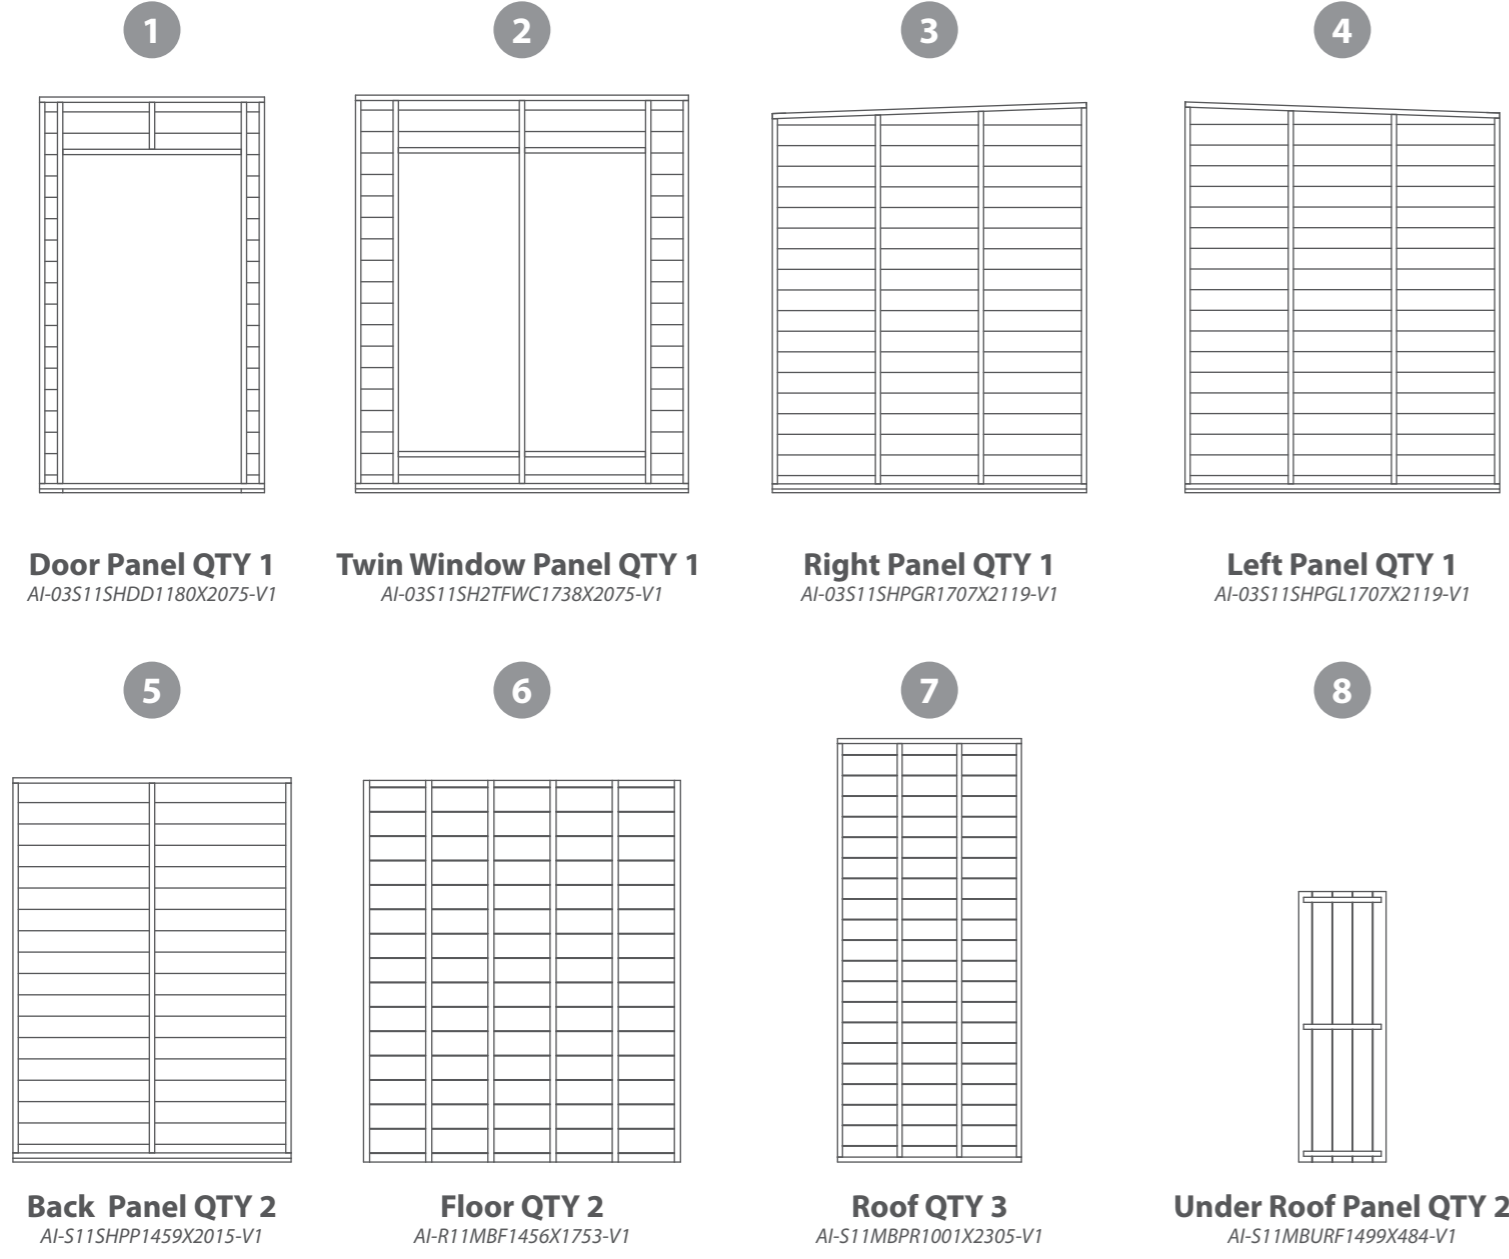 1
2
3
4
Door Panel QTY 1
AI-03S11SHDD1180X2075-V1
Twin Window Panel QTY 1
AI-03S11SH2TFWC1738X2075-V1
Right Panel QTY 1
AI-03S11SHPGR1707X2119-V1
Left Panel QTY 1
AI-03S11SHPGL1707X2119-V1
5
6
7
8
Back Panel QTY 2
AI-S11SHPP1459X2015-V1
Floor QTY 2
AI-R11MBF1456X1753-V1
Roof QTY 3
AI-S11MBPR1001X2305-V1
Under Roof Panel QTY 2
AI-S11MBURF1499X484-V1